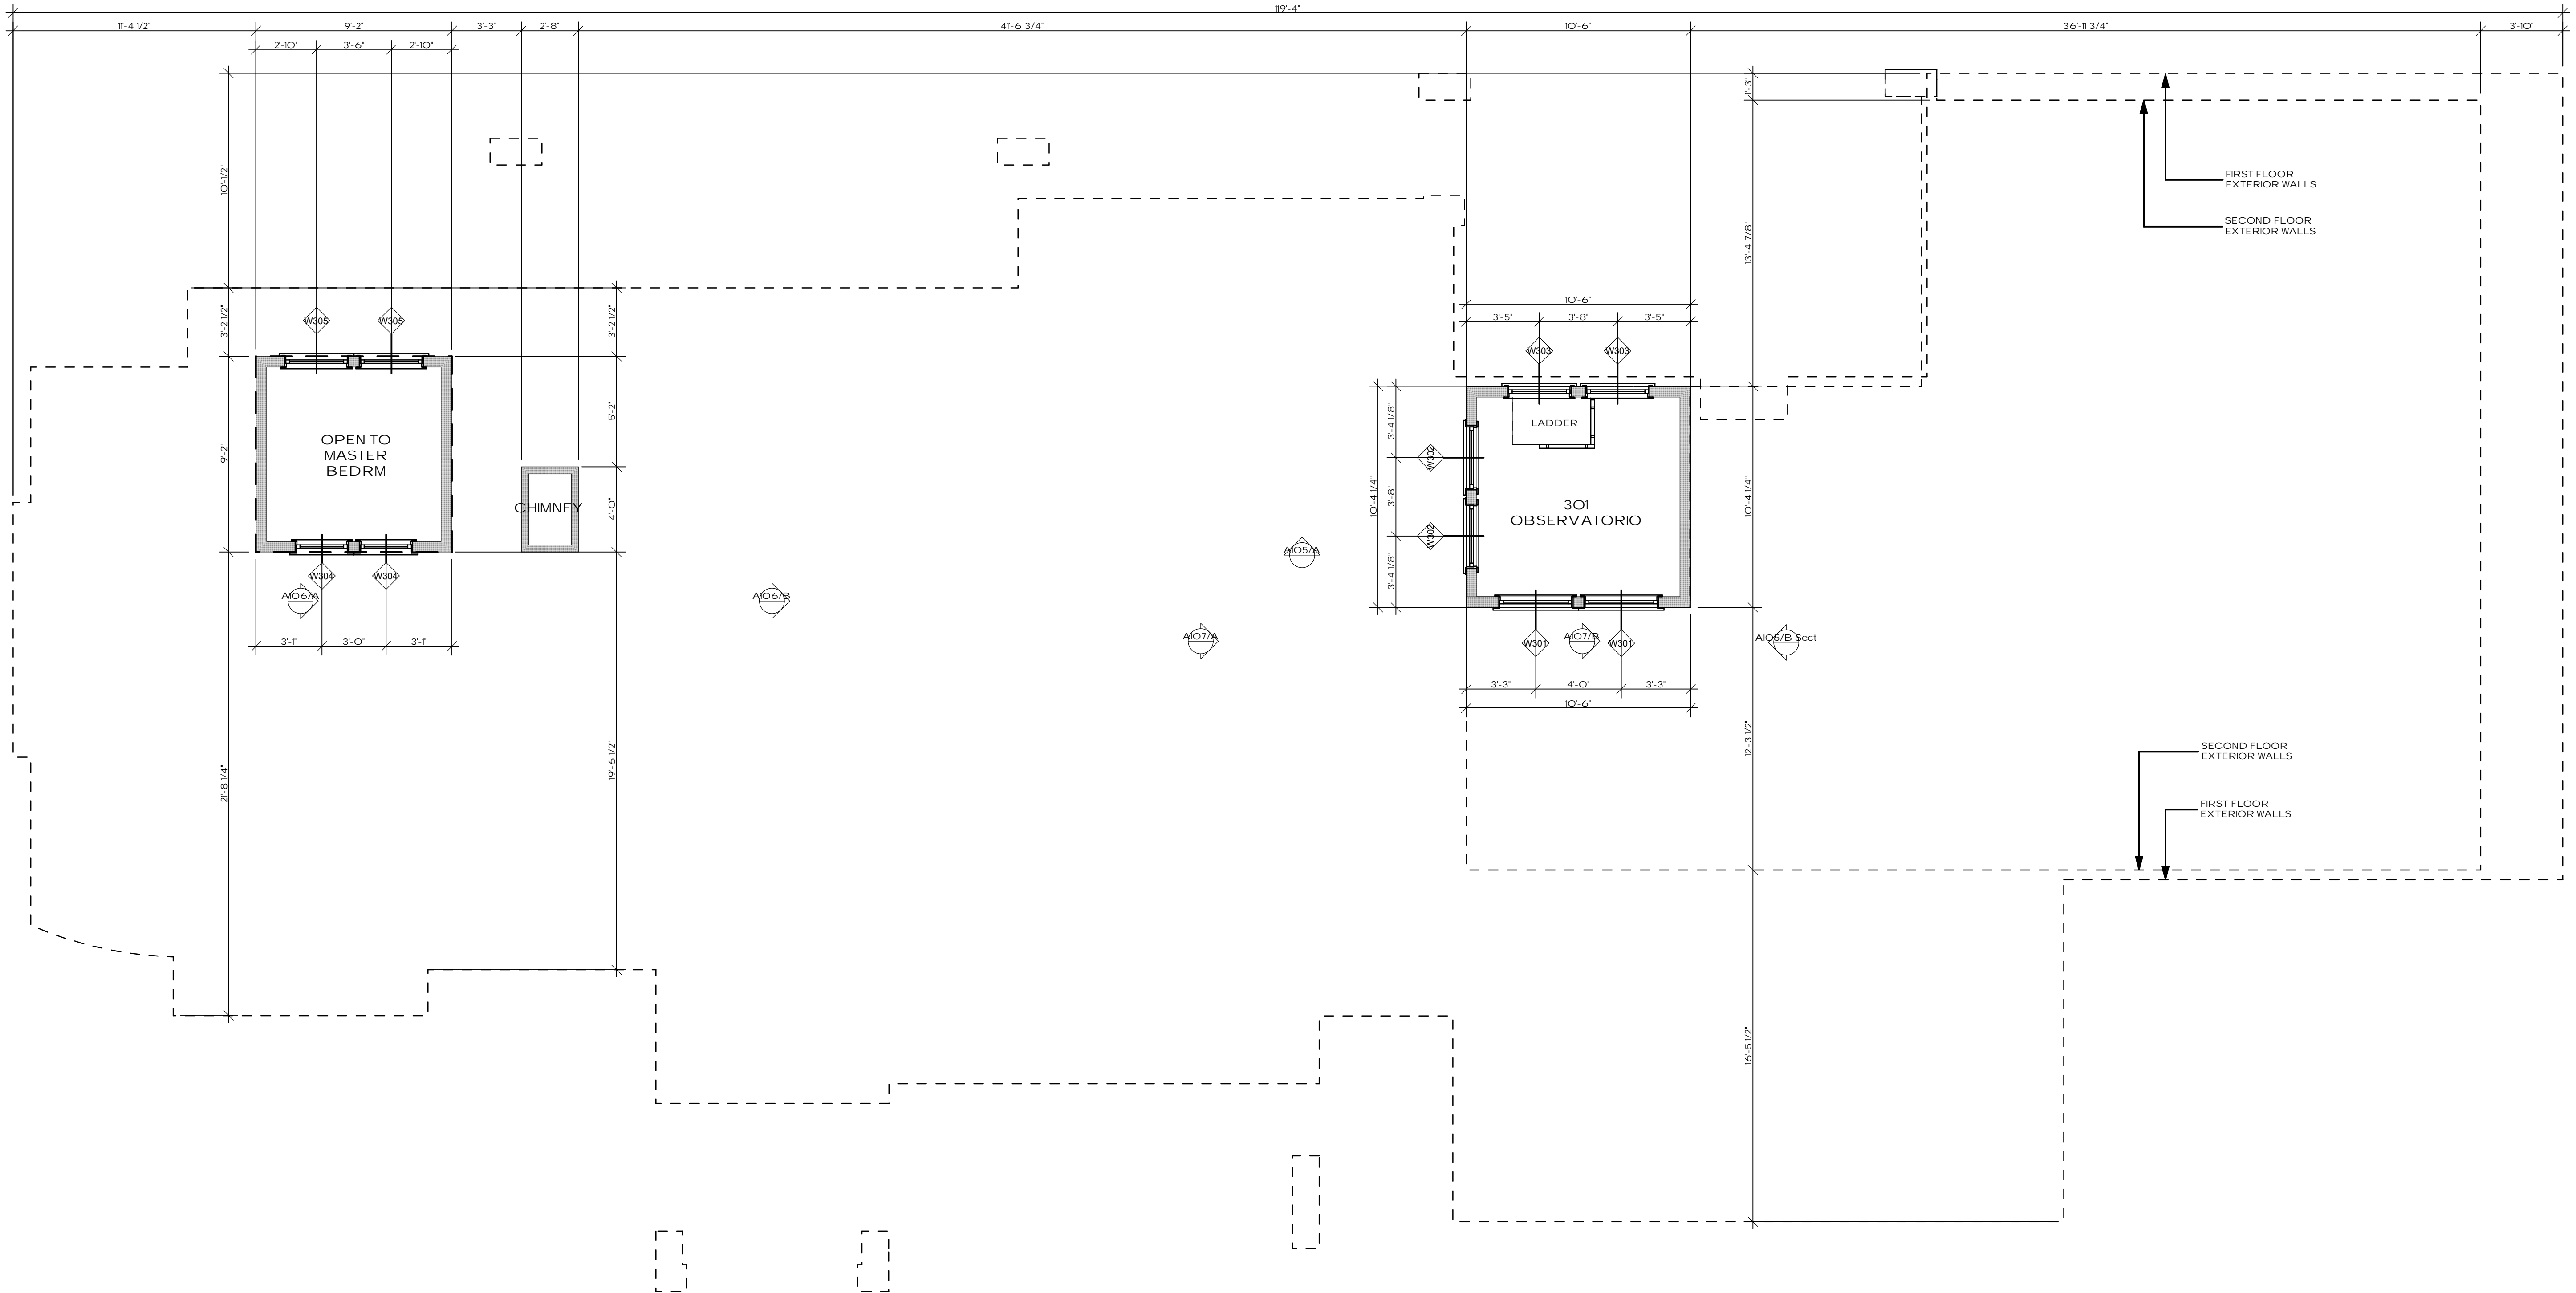 119'-4"
11'-4 1/2"
9'-2"
3'-3"
2'-8"
41'-6 3/4"
10'-6"
36'-11 3/4"
3'-10"
2'-10"
3'-6"
2'-10"
1'-3"
10'-1/2"
FIRST FLOOR
EXTERIOR WALLS
SECOND FLOOR
EXTERIOR WALLS
13'-4 7/8"
10'-6"
3'-5"
3'-8"
3'-5"
3'-2 1/2"
W305
W305
3'-2 1/2"
W303
W303
5'-2"
LADDER
3'-4 1/8"
OPEN TO
MASTER
BEDRM
9'-2"
W302
CHIMNEY
4'-0"
10'-4 1/4"
3'-8"
301
OBSERVATORIO
10'-4 1/4"
W302
A105/A
3'-4 1/8"
W304
W304
A106/A
A106/B
A107/A
W301
A107/B
W301
A105/B Sect
3'-1"
3'-0"
3'-1"
3'-3"
4'-0"
3'-3"
10'-6"
12'-3 1/2"
SECOND FLOOR
EXTERIOR WALLS
21'-8 1/4"
19'-6 1/2"
FIRST FLOOR
EXTERIOR WALLS
16'-5 1/2"